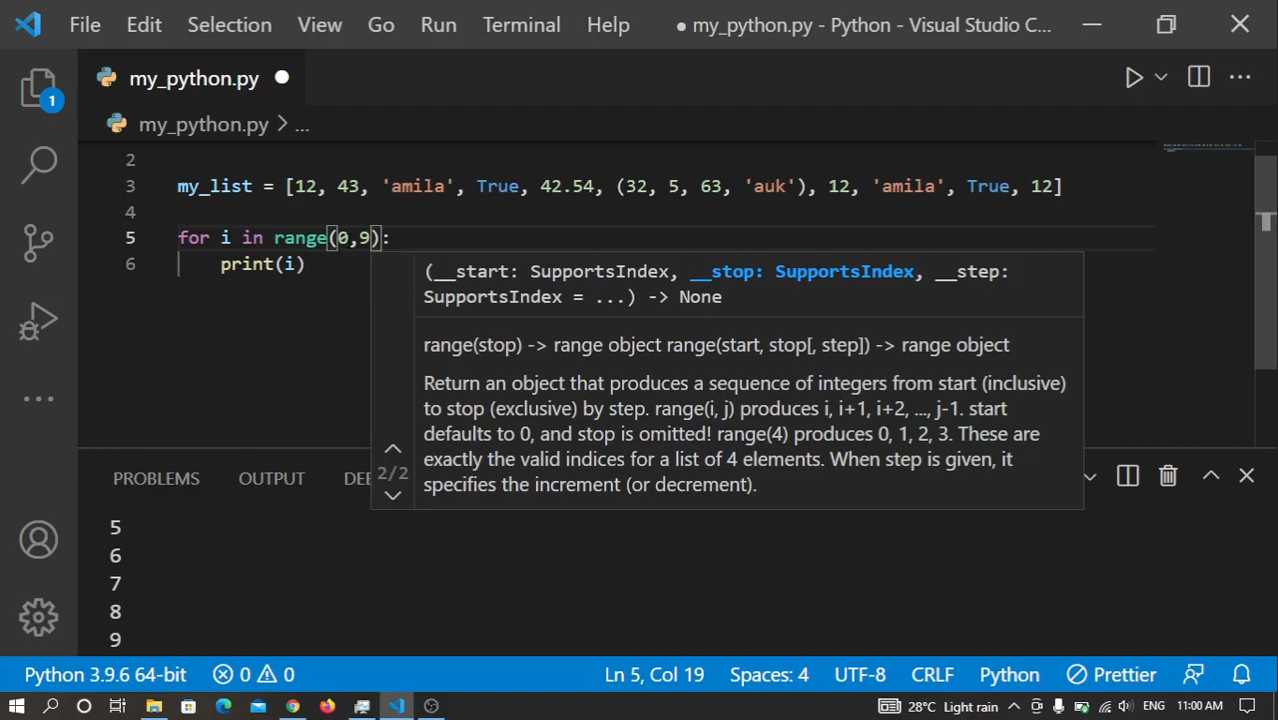 File Edit Selection View Go Run Terminal Help ● my_python.py - Python - Visual Studio C...
my_python.py
1
my_python.py > ...
2
3 my_list = [12, 43, 'amila', True, 42.54, (32, 5, 63, 'auk'), 12, 'amila', True, 12]
4
5 for i in range(0,9):
6 print(i)
(__start: SupportsIndex, __stop: SupportsIndex, __step:
SupportsIndex = ...) -> None
range(stop) -> range object range(start, stop[, step]) -> range object
Return an object that produces a sequence of integers from start (inclusive)
to stop (exclusive) by step. range(i, j) produces i, i+1, i+2, ..., j-1. start
defaults to 0, and stop is omitted! range(4) produces 0, 1, 2, 3. These are
exactly the valid indices for a list of 4 elements. When step is given, it
specifies the increment (or decrement).
2/2
PROBLEMS OUTPUT DE
5
6
7
8
9
Python 3.9.6 64-bit 0 0 Ln 5, Col 19 Spaces: 4 UTF-8 CRLF Python Prettier
28°C Light rain ENG 11:00 AM